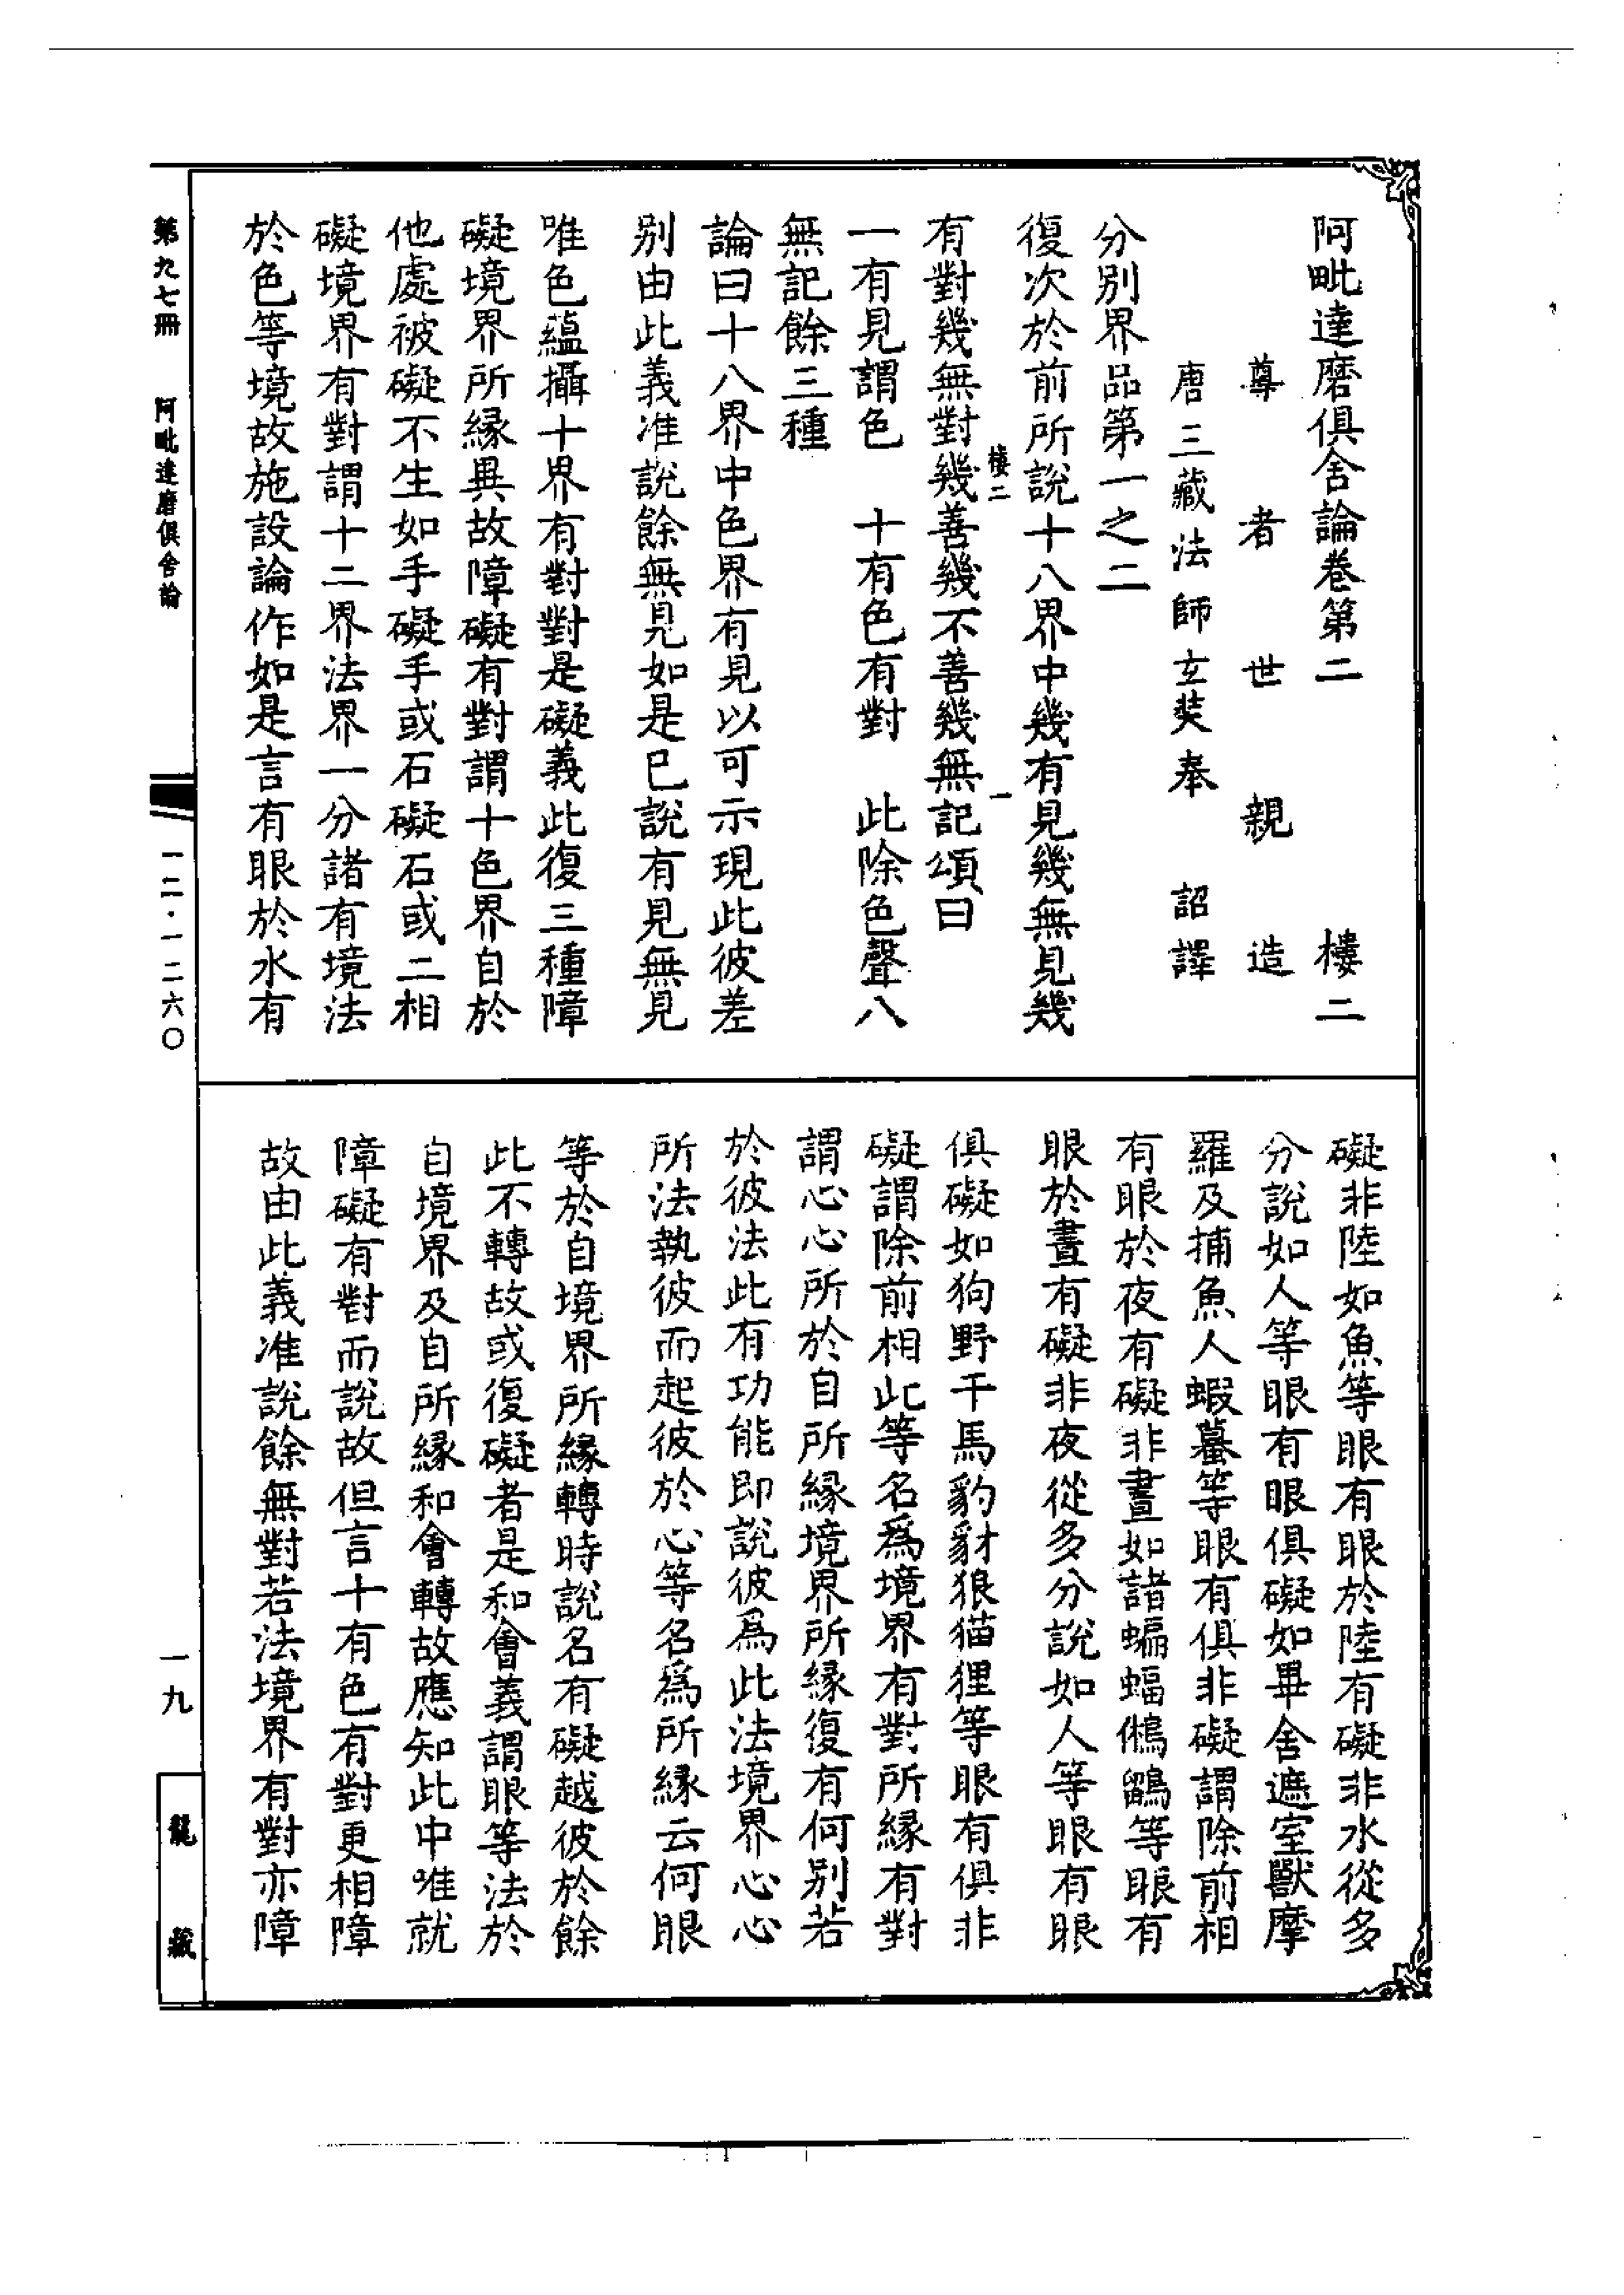 阿毗達磨俱舍論卷第二　樓二
尊者世親造
唐三藏法師玄奘奉　詔譯
分別界品第一之二
復次於前所說十八界中幾有見幾無見幾
樓二　一
有對幾無對幾善幾不善幾無記頌曰
一有見謂色　十有色有對　此除色聲八
無記餘三種
論曰十八界中色界有見以可示現此彼差
別由此義准說餘無見如是已說有見無見
唯色蘊攝十界有對對是礙義此復三種障
礙境界所緣異故障礙有對謂十色界自於
他處被礙不生如手礙手或石礙石或二相
礙境界有對謂十二界法界一分諸有境法
於色等境故施設論作如是言有眼於水有
礙非陸如魚等眼有眼於陸有礙非水從多
分說如人等眼有眼俱礙如畢舍遮室獸摩
羅及捕魚人蝦蟇等眼有俱非礙謂除前相
有眼於夜有礙非晝如諸蝙蝠鵂鶹等眼有
眼於晝有礙非夜從多分說如人等眼有眼
俱礙如狗野干馬豹豺狼猫狸等眼有俱非
礙謂除前相此等名為境界有對所緣有對
謂心心所於自所緣境界所緣復有何別若
於彼法此有功能即說彼為此法境界心心
所法執彼而起彼於心等名為所緣云何眼
等於自境界所緣轉時說名有礙越彼於餘
此不轉故或復礙者是和會義謂眼等法於
自境界及自所緣和會轉故應知此中唯就
障礙有對而說故但言十有色有對更相障
故由此義准說餘無對若法境界有對亦障
第九七冊　阿毗達磨俱舍論　一二·一二六〇　一九　龍藏